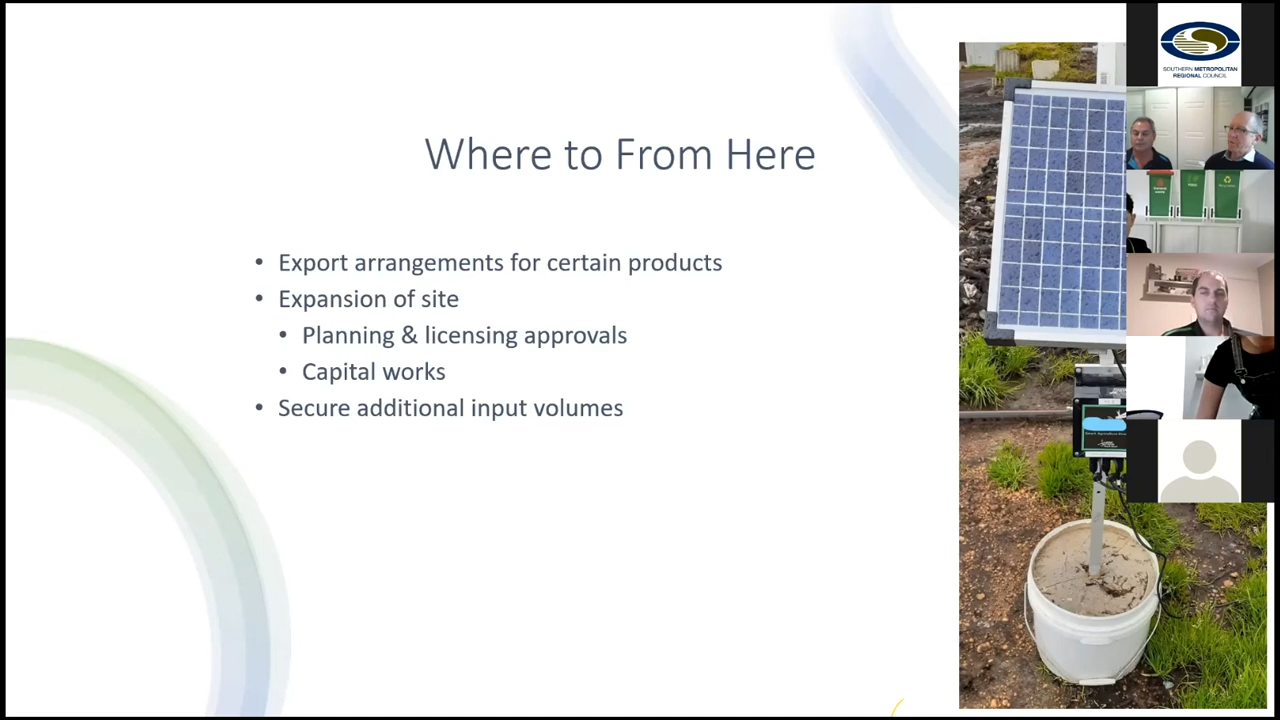 Where to From Here
• Export arrangements for certain products
• Expansion of site
• Planning & licensing approvals
• Capital works
• Secure additional input volumes
SOUTHERN METROPOLITAN
REGIONAL COUNCIL